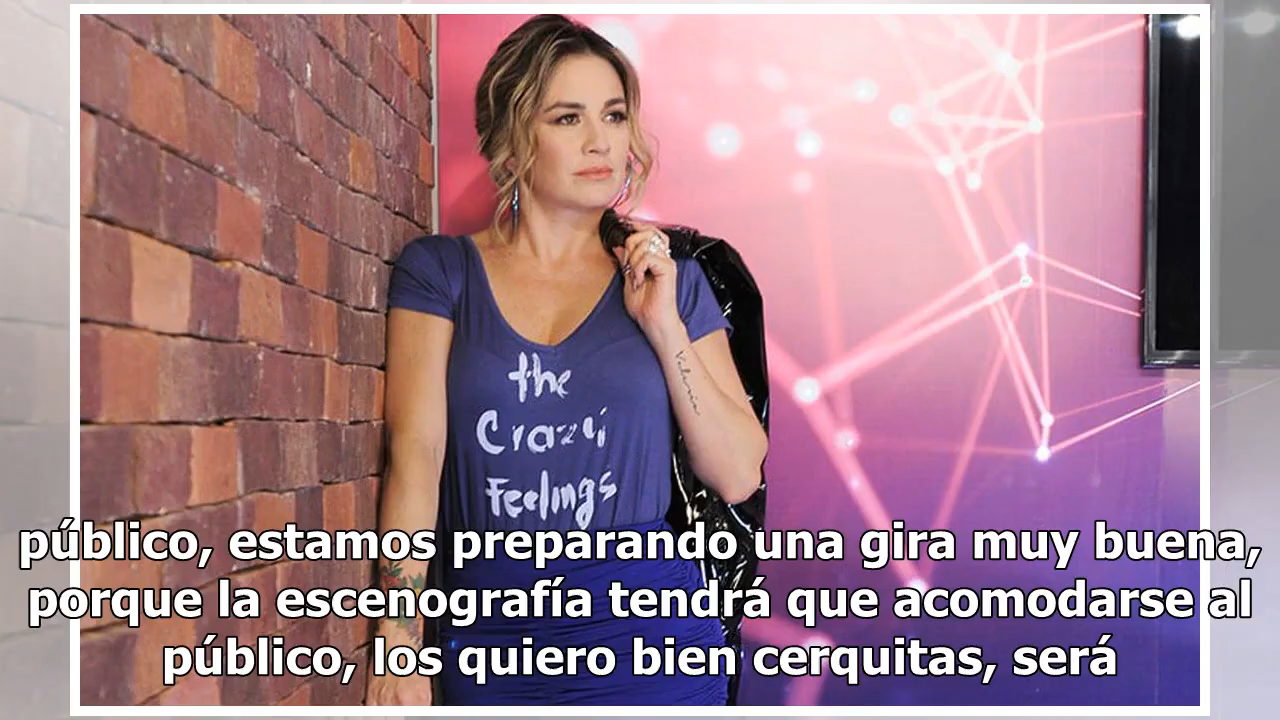 the
Crazy
Feelings
Valeria
público, estamos preparando una gira muy buena,
porque la escenografía tendrá que acomodarse al
público, los quiero bien cerquitas, será